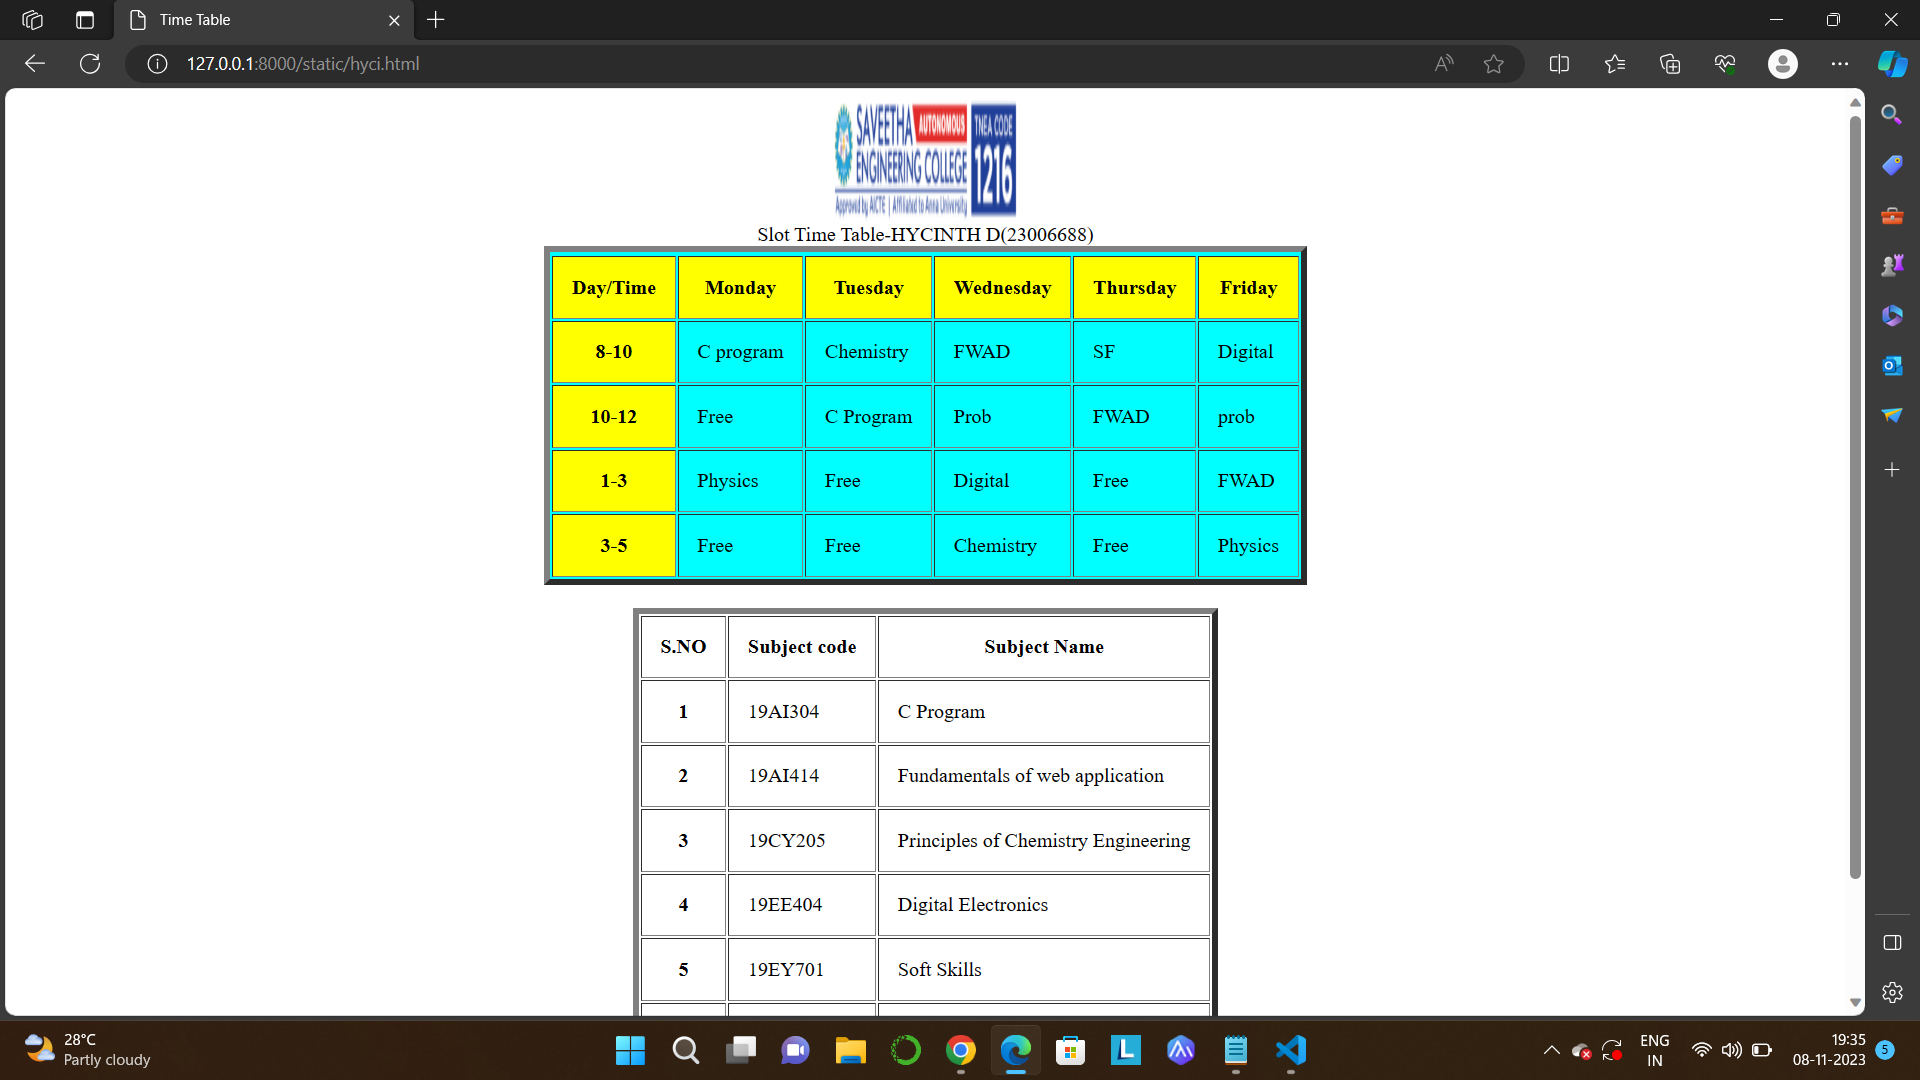 Time Table
127.0.0.1:8000/static/hyci.html
SAVEETHA AUTONOMOUS
ENGINEERING COLLEGE
Approved by AICTE | Affiliated to Anna University
TNEA CODE
1216
Slot Time Table-HYCINTH D(23006688)
Day/Time Monday Tuesday Wednesday Thursday Friday
8-10 C program Chemistry FWAD SF Digital
10-12 Free C Program Prob FWAD prob
1-3 Physics Free Digital Free FWAD
3-5 Free Free Chemistry Free Physics
S.NO Subject code Subject Name
1 19AI304 C Program
2 19AI414 Fundamentals of web application
3 19CY205 Principles of Chemistry Engineering
4 19EE404 Digital Electronics
5 19EY701 Soft Skills
28°C
Partly cloudy
ENG
IN
19:35
08-11-2023
5